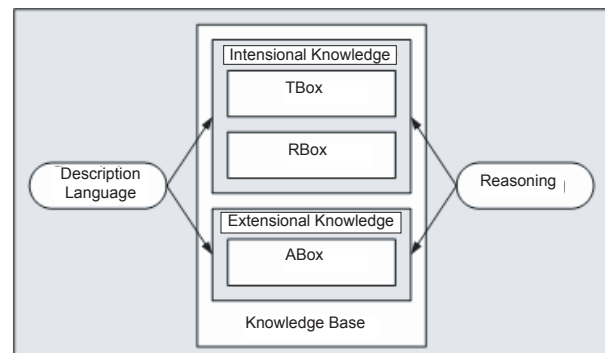 Intensional Knowledge
TBox
RBox
Description
Language
Reasoning
Extensional Knowledge
ABox
Knowledge Base